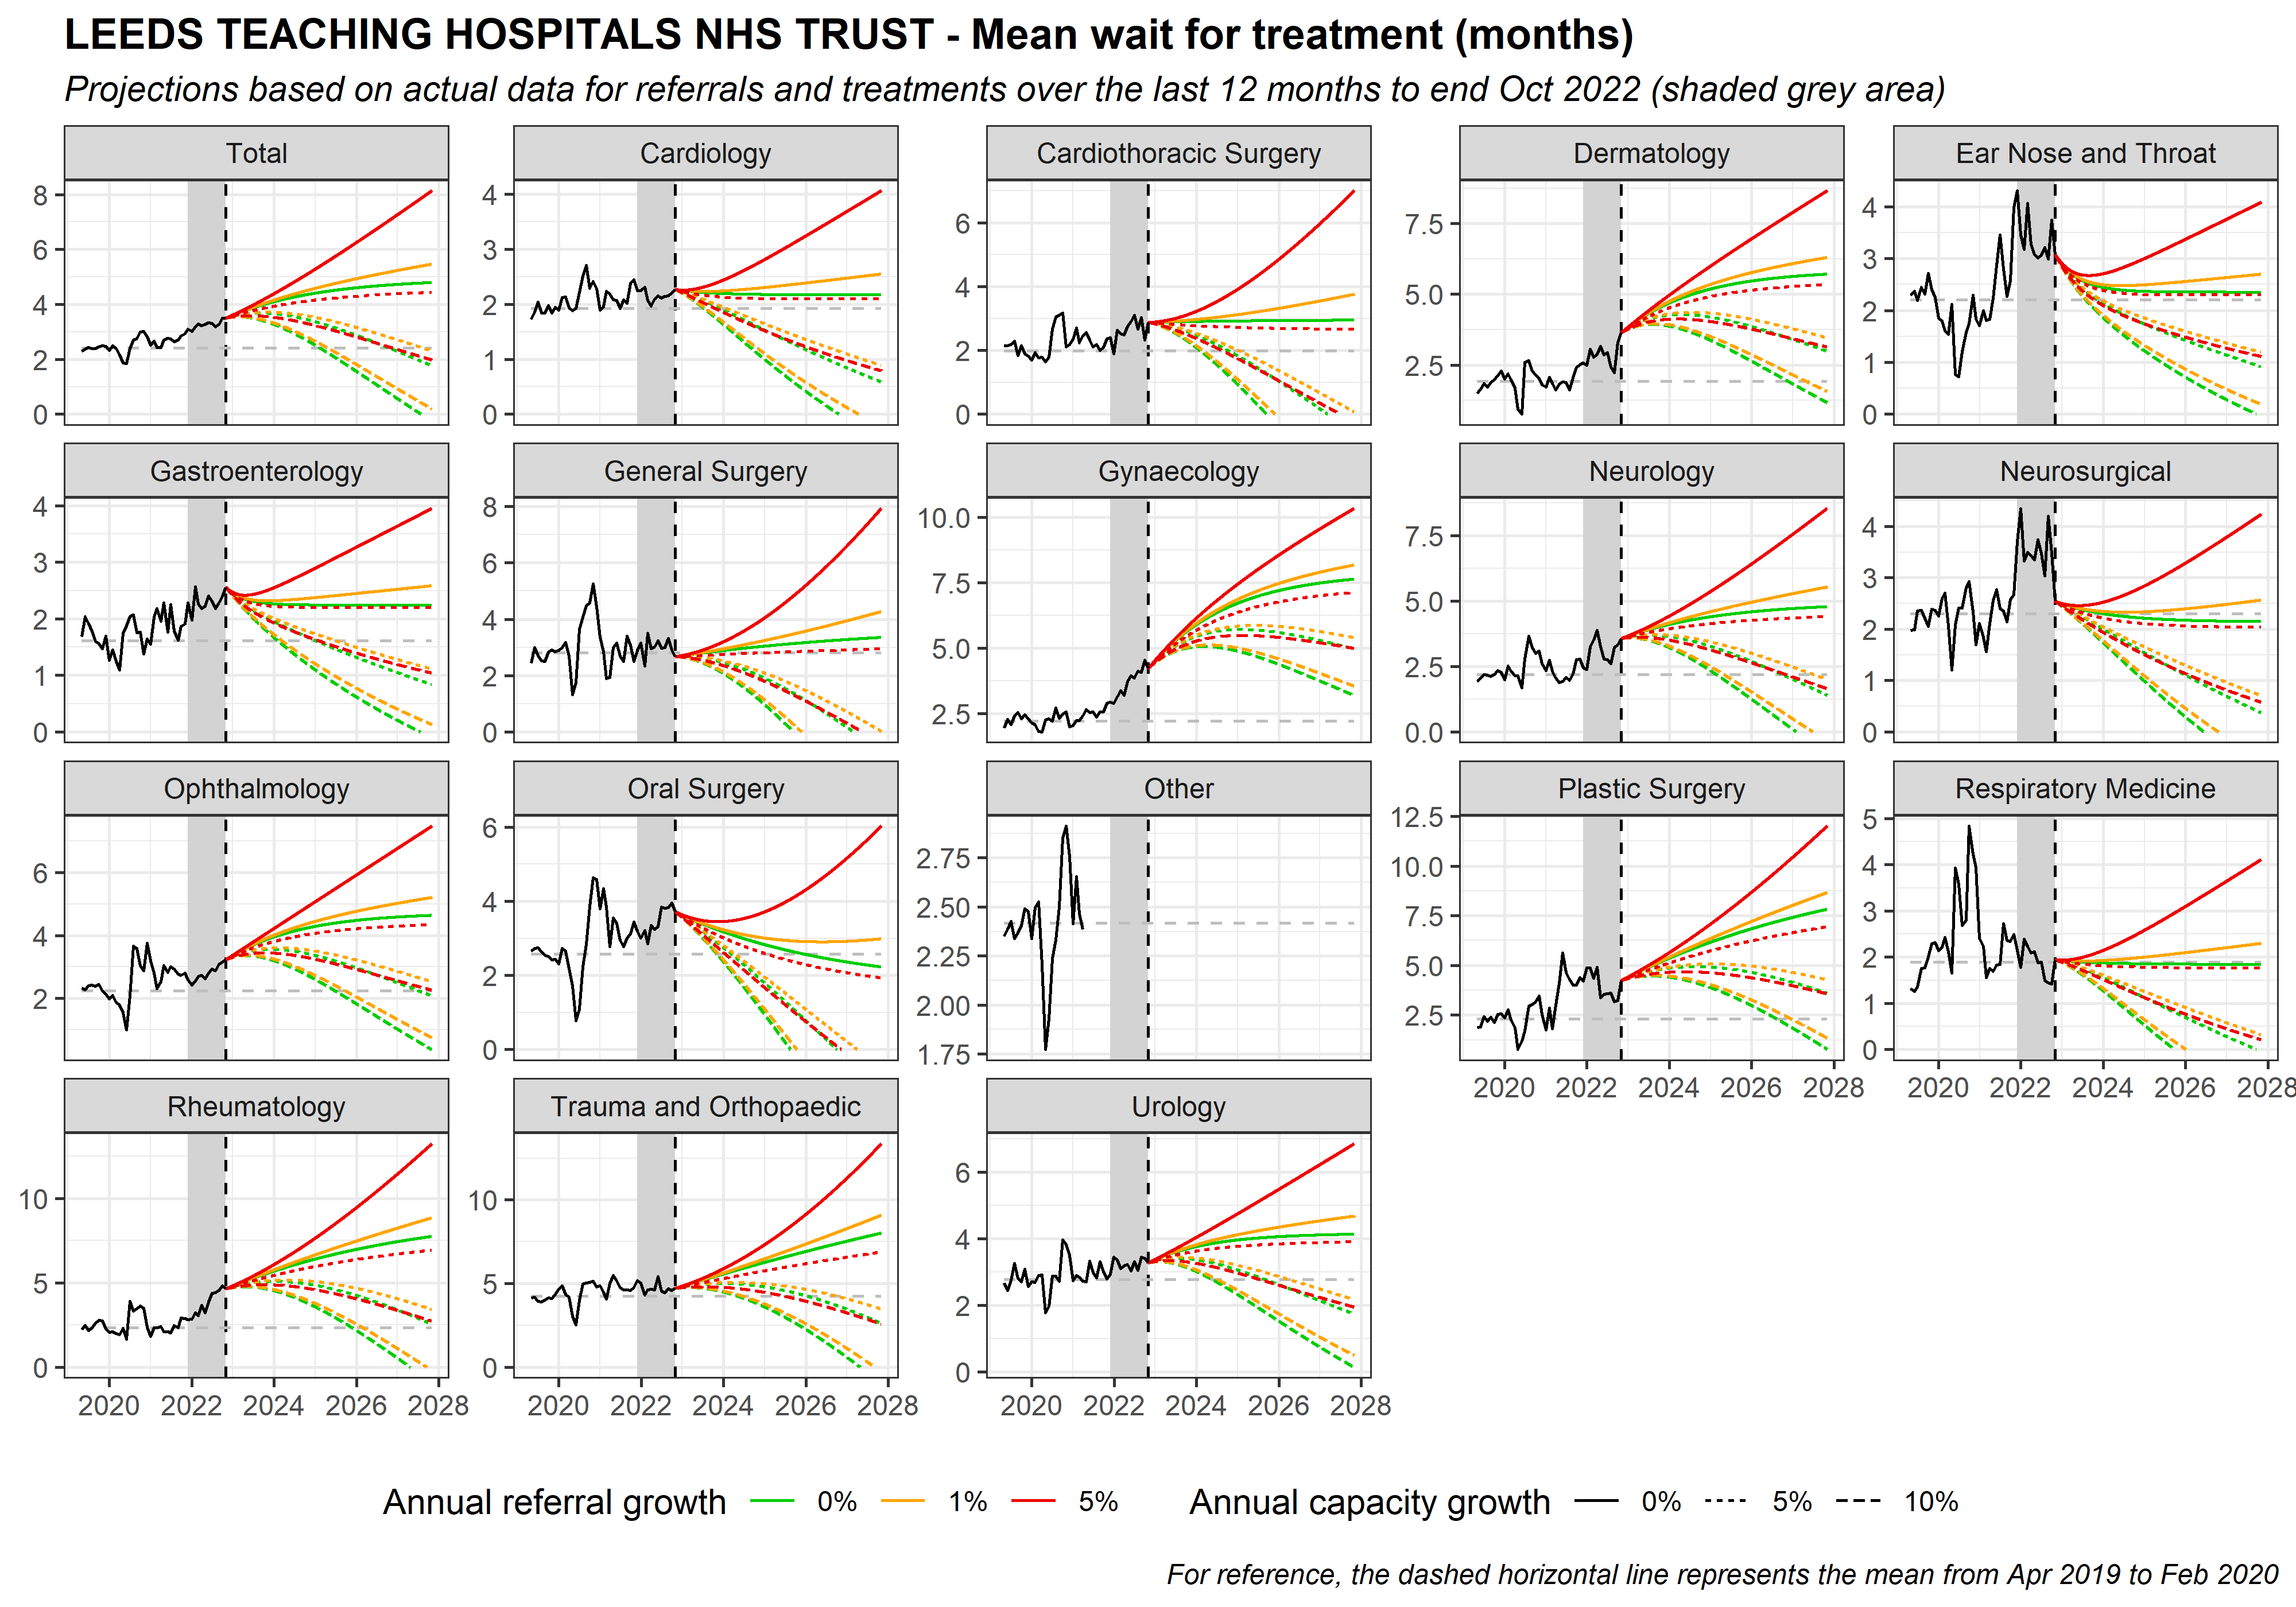 LEEDS TEACHING HOSPITALS NHS TRUST - Mean wait for treatment (months)
Projections based on actual data for referrals and treatments over the last 12 months to end Oct 2022 (shaded grey area)
Total
Cardiology
Cardiothoracic Surgery
Dermatology
Ear Nose and Throat
8
6
4
2
0
4
3
2
1
0
6
4
2
0
7.5
5.0
2.5
4
3
2
1
0
Gastroenterology
General Surgery
Gynaecology
Neurology
Neurosurgical
4
3
2
1
0
8
6
4
2
0
10.0
7.5
5.0
2.5
7.5
5.0
2.5
0.0
4
3
2
1
0
Ophthalmology
Oral Surgery
Other
Plastic Surgery
Respiratory Medicine
6
4
2
6
4
2
0
2.75
2.50
2.25
2.00
1.75
12.5
10.0
7.5
5.0
2.5
5
4
3
2
1
0
2020 2022 2024 2026 2028
2020 2022 2024 2026 2028
Rheumatology
Trauma and Orthopaedic
Urology
10
5
0
10
5
0
6
4
2
0
2020 2022 2024 2026 2028
2020 2022 2024 2026 2028
2020 2022 2024 2026 2028
Annual referral growth 0% 1% 5% Annual capacity growth 0% 5% 10%
For reference, the dashed horizontal line represents the mean from Apr 2019 to Feb 2020